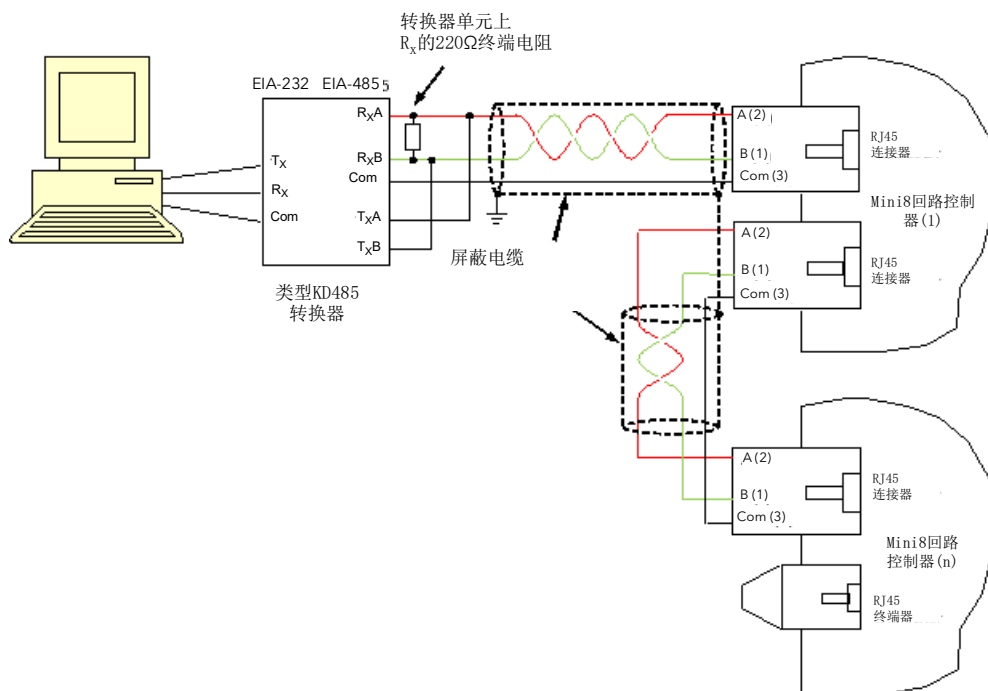 转换器单元上
Rx的220Ω终端电阻
EIA-232 EIA-485 5
RXA
RXB
Com
TXA
TXB
TX
RX
Com
类型KD485
转换器
屏蔽电缆
A (2)
B (1)
Com (3)
RJ45
连接器
Mini8回路控制
器(1)
A (2)
B (1)
Com (3)
RJ45
连接器
A (2)
B (1)
Com (3)
RJ45
连接器
Mini8回路
控制器(n)
RJ45
终端器